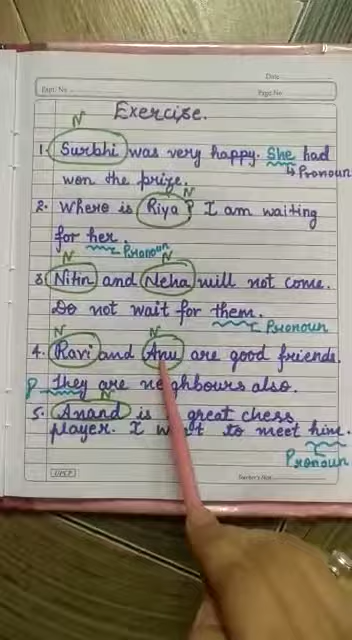 Date
Expt. No.
Page No.
N
Exercise.
1. Surbhi was very happy. She had
Pronoun
won the prize.
N
2. Where is Riya? I am waiting
for her.
Pronoun
N N
3. Nitin and Neha will not come.
Do not wait for them.
Pronoun
N N
4. Ravi and Anu are good friends.
P They are neighbours also.
N
5. Anand is great chess
player. I to meet him.
Pronoun
Teacher's